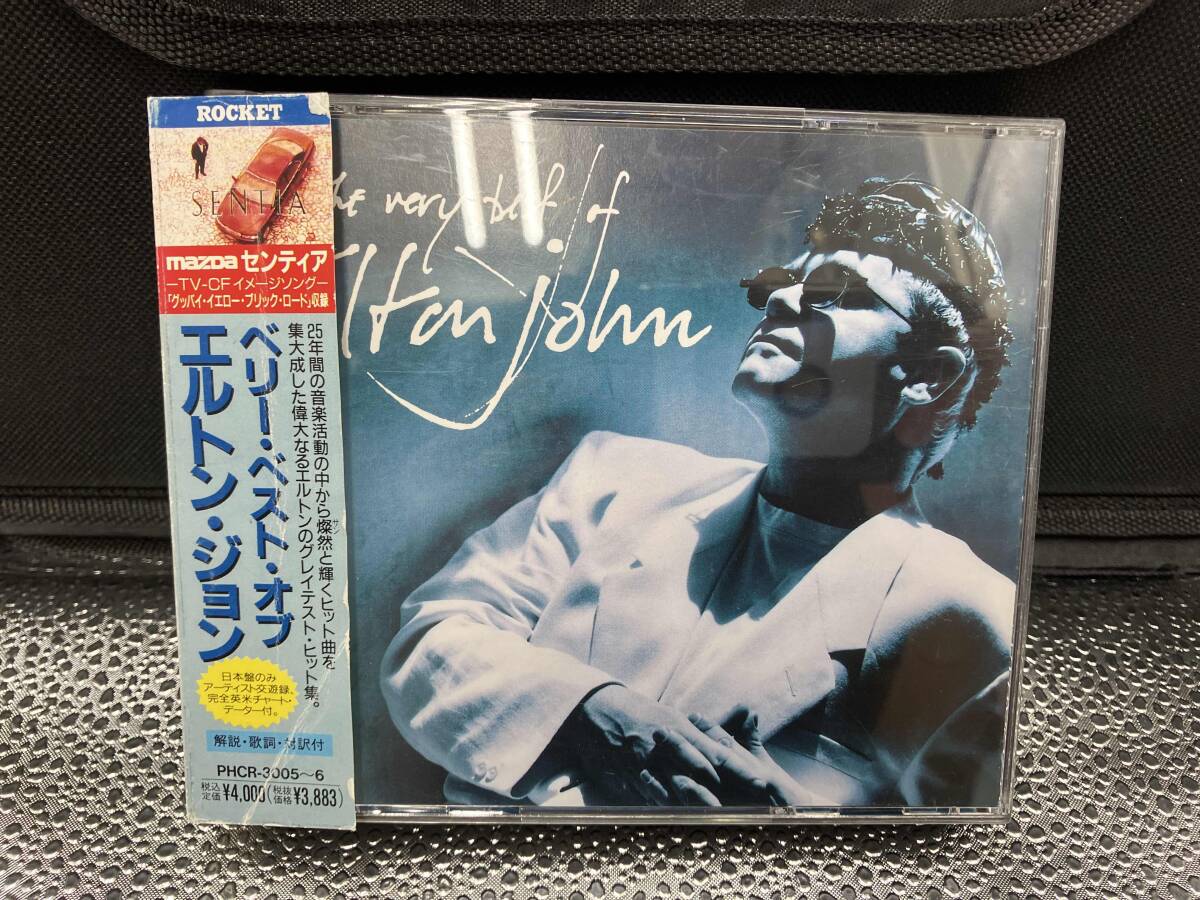 ROCKET
SENTIA
mazda センティア
―TV-CF イメージソング―
「グッバイ・イエロー・ブリック・ロード」収録
25年間の音楽活動の中から燦然と輝くヒット曲を
サン
集大成した偉大なるエルトンのグレイテスト・ヒット集。
ベリー・ベスト・オブ
エルトン・ジョン
日本盤のみ
アーティスト交遊録、
完全英米チャート・
データー付。
解説・歌詞・対訳付
PHCR-3005〜6
税込定価 ¥4,000 (税抜価格 ¥3,883)
the very best of
Elton john